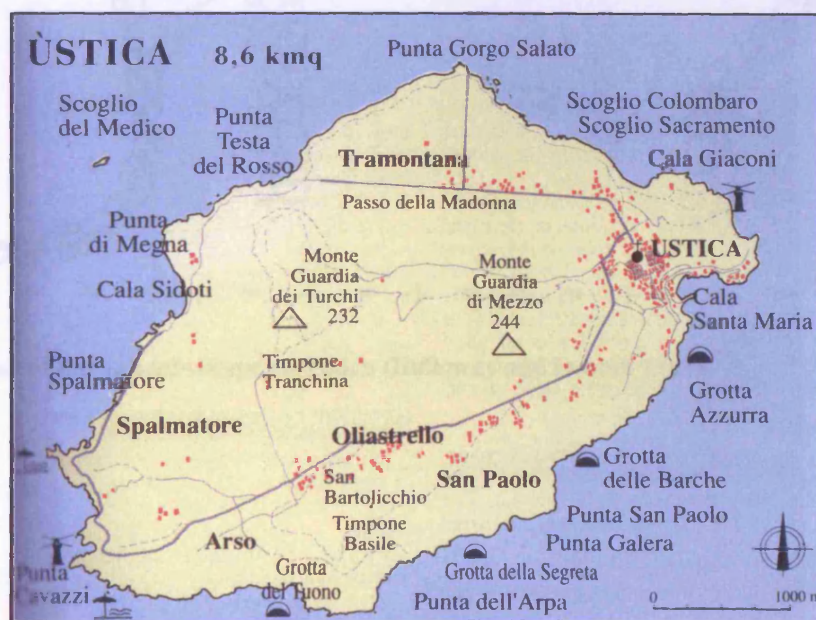 ÙSTICA 8,6 kmq
Punta Gorgo Salato
Scoglio
del Medico
Punta
Testa
del Rosso
Scoglio Colombaro
Scoglio Sacramento
Cala Giaconi
Tramontana
Passo della Madonna
Punta
di Megna
ÙSTICA
Monte
Guardia
dei Turchi
232
Monte
Guardia
di Mezzo
244
Cala Sidoti
Cala
Santa Maria
Punta
Spalmatore
Timpone
Tranchina
Grotta
Azzurra
Spalmatore
Oliastrello
San
Bartolicchio
San Paolo
Grotta
delle Barche
Punta San Paolo
Timpone
Basile
Arso
Punta Galera
Punta
Cavazzi
Grotta
del Tuono
Grotta della Segreta
Punta dell'Arpa
0 1000 m